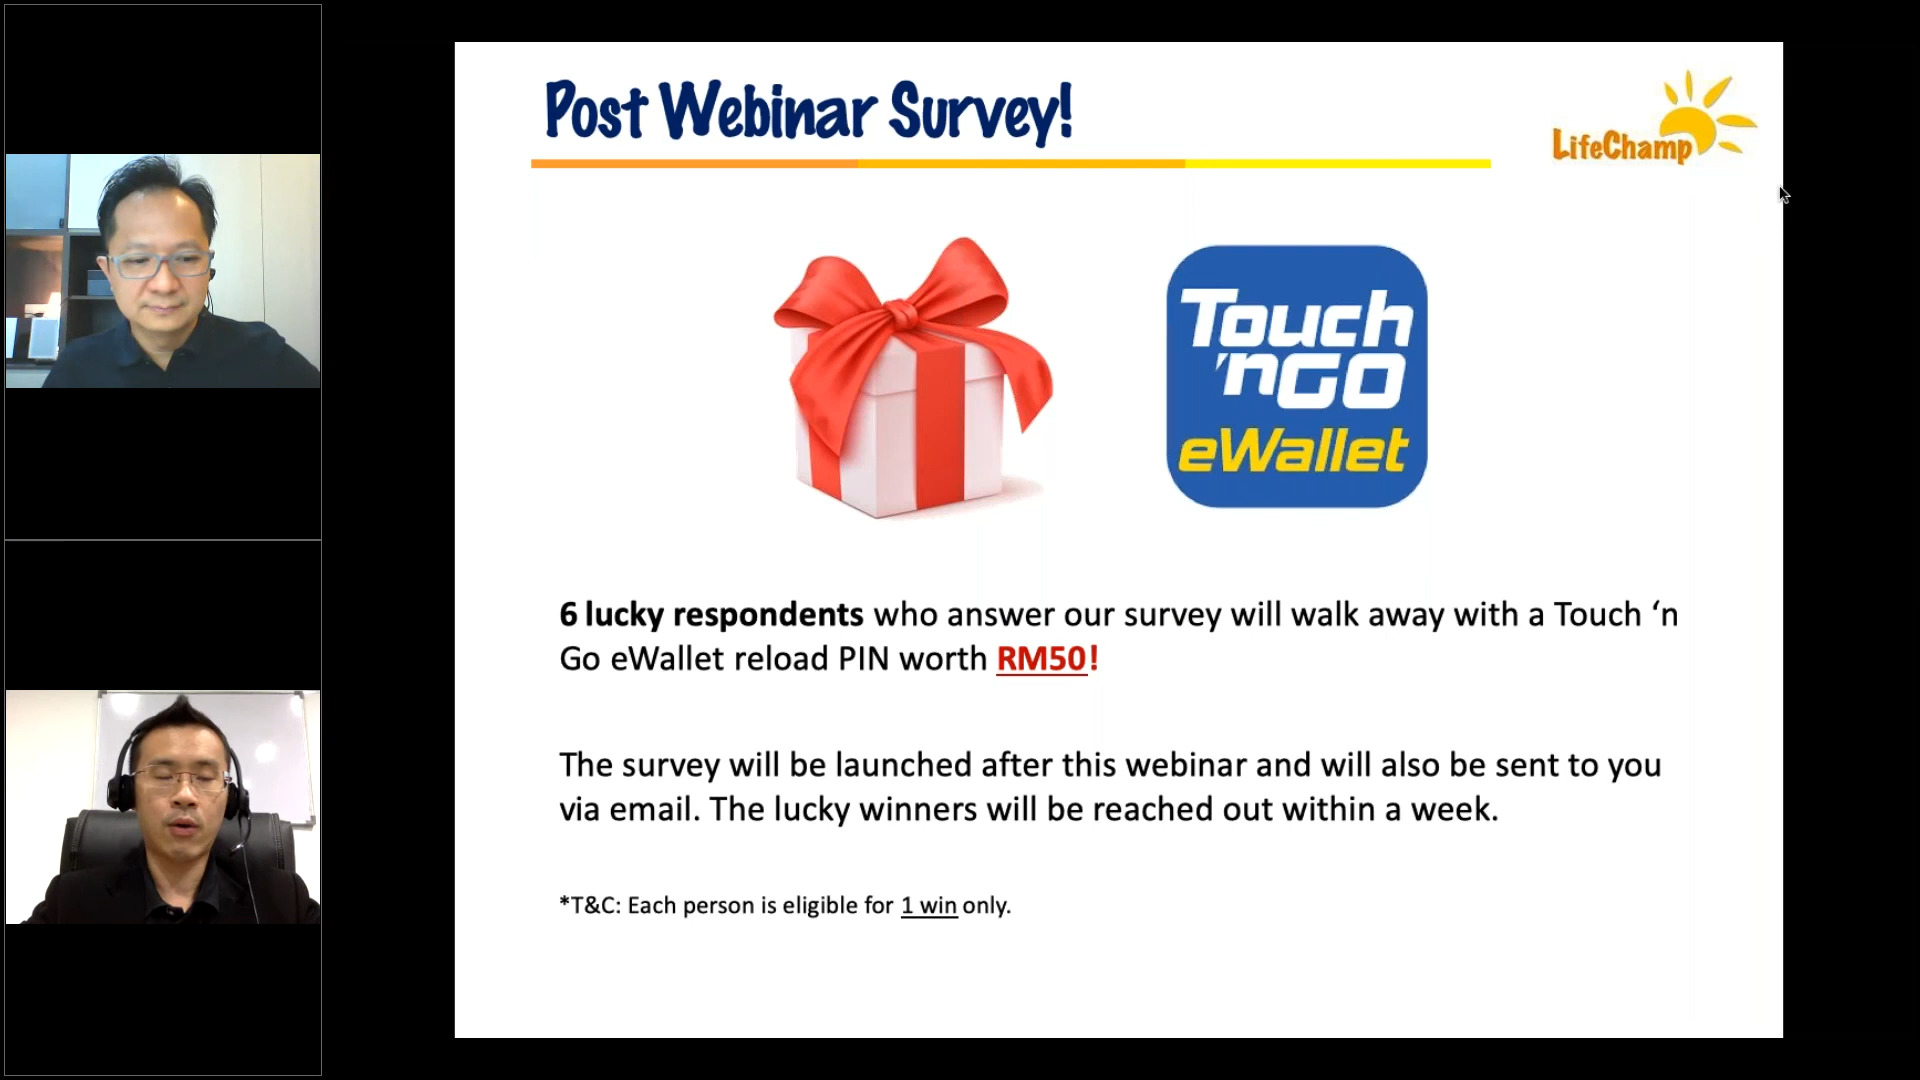 Post Webinar Survey!
LifeChamp
Touch
'nGO
eWallet
6 lucky respondents who answer our survey will walk away with a Touch ‘n
Go eWallet reload PIN worth RM50!
The survey will be launched after this webinar and will also be sent to you
via email. The lucky winners will be reached out within a week.
*T&C: Each person is eligible for 1 win only.